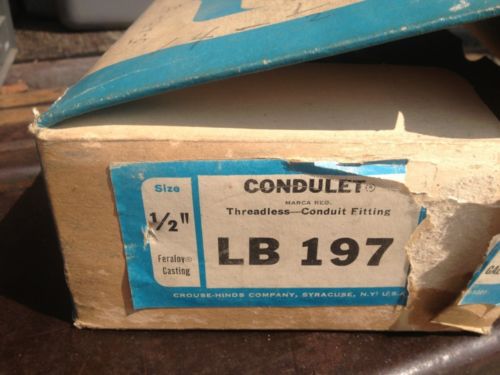 Size
1/2"
Feraloy®
Casting
CONDULET®
MARCA REG.
Threadless—Conduit Fitting
LB 197
CROUSE-HINDS COMPANY, SYRACUSE, N.Y. U.S.A.